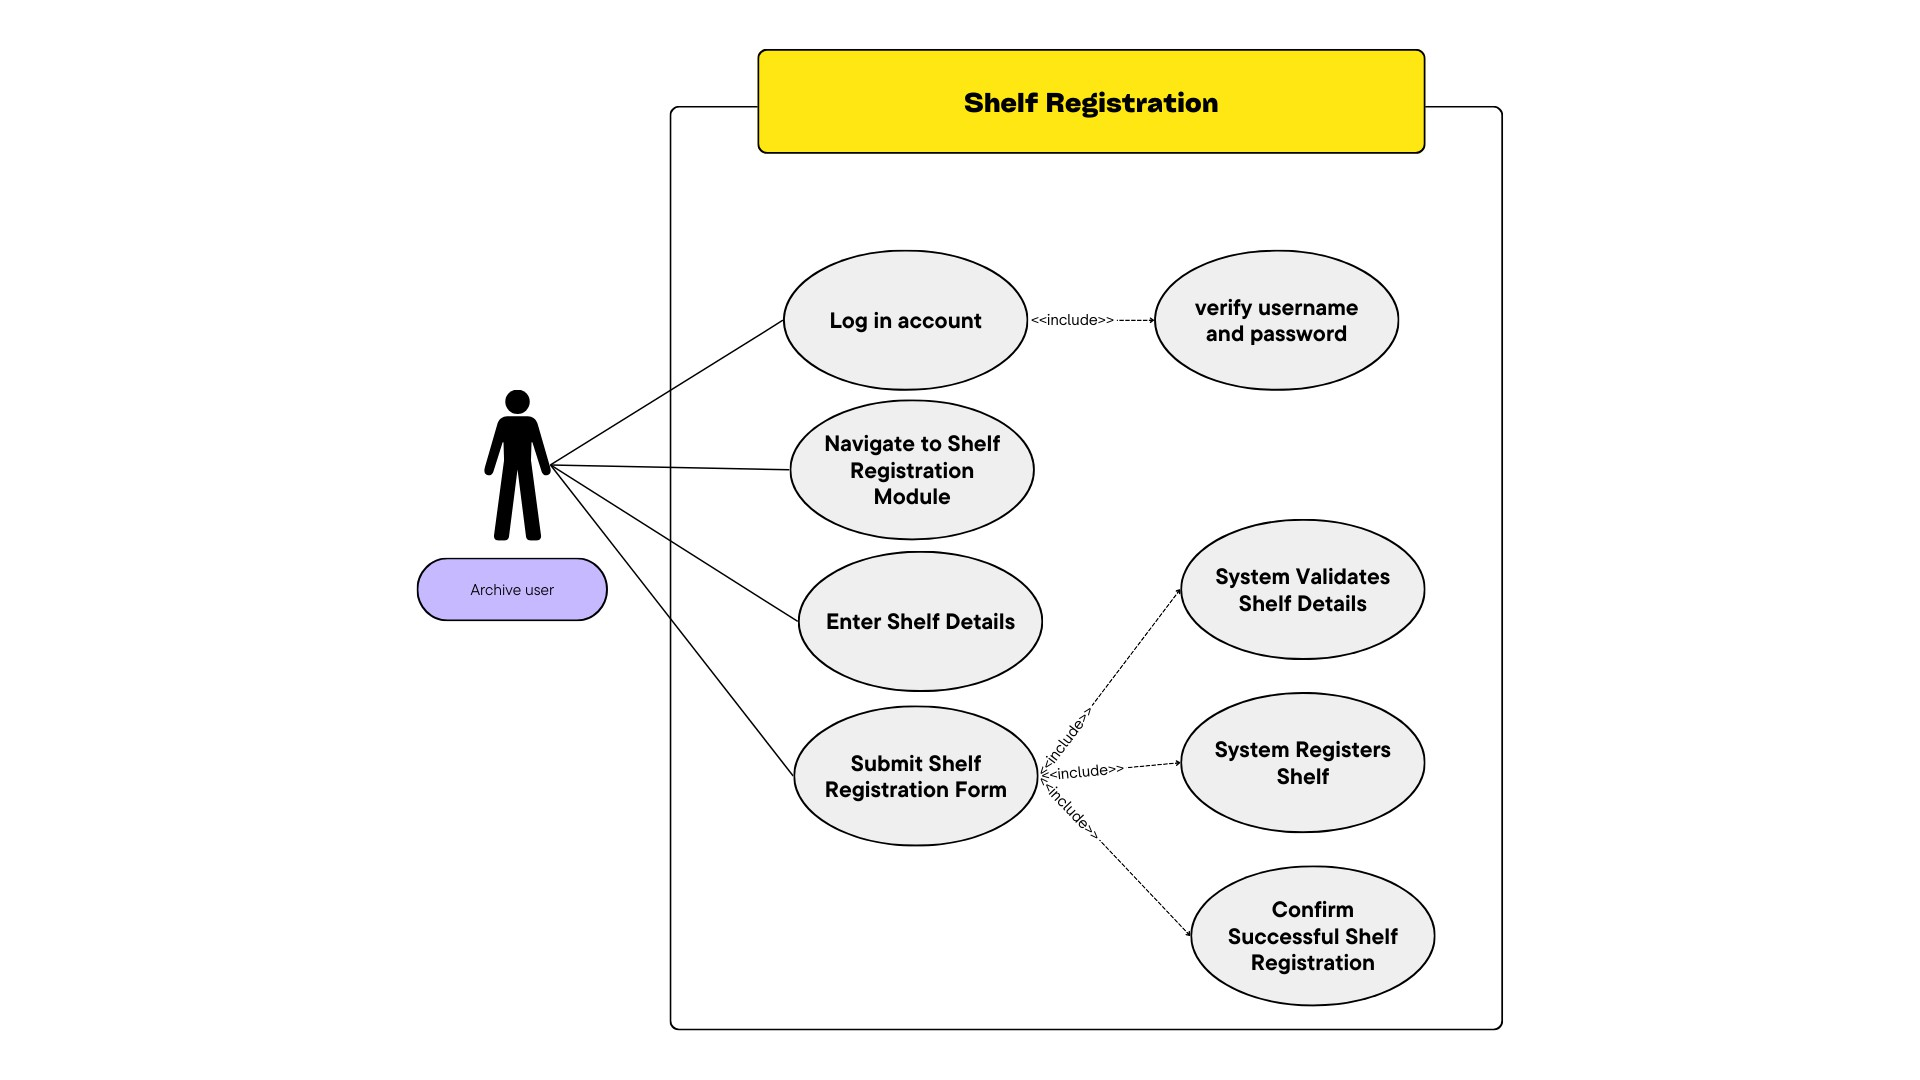 Shelf Registration
Log in account
<<include>>
verify username
and password
Navigate to Shelf
Registration
Module
Archive user
Enter Shelf Details
System Validates
Shelf Details
Submit Shelf
Registration Form
<<include>>
<<include>>
<<include>>
System Registers
Shelf
Confirm
Successful Shelf
Registration